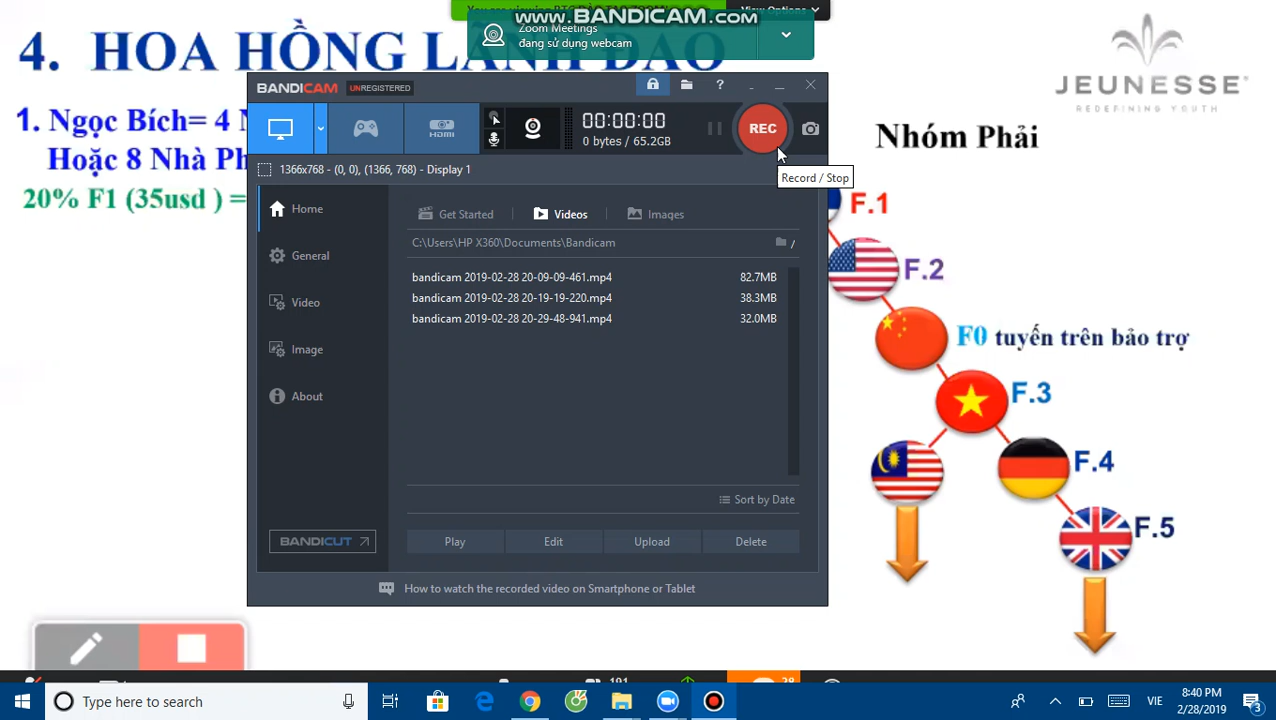 www.BANDICAM.com
Zoom Meetings
đang sử dụng webcam
4. HOA HỒNG LÃNH ĐẠO
JEUNESSE
REDEFINING YOUTH
1. Ngọc Bích= 4
Hoặc 8 Nhà Ph
20% F1 (35usd ) =
Nhóm Phải
F.1
F.2
F0 tuyến trên bảo trợ
F.3
F.4
F.5
BANDICAM UNREGISTERED
?
HDMI
00:00:00
0 bytes / 65.2GB
REC
Record / Stop
1366x768 - (0, 0), (1366, 768) - Display 1
Home
General
Video
Image
About
BANDICUT
Get Started
Videos
Images
C:\Users\HP X360\Documents\Bandicam
/
bandicam 2019-02-28 20-09-09-461.mp4 82.7MB
bandicam 2019-02-28 20-19-19-220.mp4 38.3MB
bandicam 2019-02-28 20-29-48-941.mp4 32.0MB
Sort by Date
Play Edit Upload Delete
How to watch the recorded video on Smartphone or Tablet
Type here to search
VIE
8:40 PM
2/28/2019
3